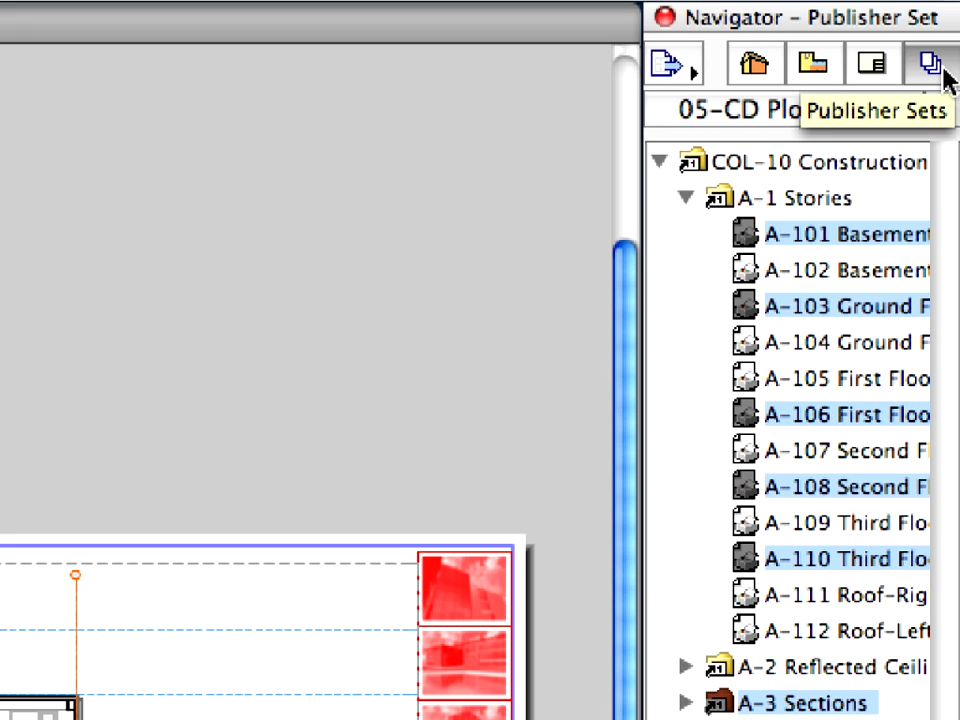 Navigator - Publisher Set
05-CD Plo
Publisher Sets
COL-10 Construction
A-1 Stories
A-101 Basement
A-102 Basement
A-103 Ground F
A-104 Ground F
A-105 First Floo
A-106 First Floo
A-107 Second F
A-108 Second F
A-109 Third Flo
A-110 Third Flo
A-111 Roof-Rig
A-112 Roof-Left
A-2 Reflected Ceili
A-3 Sections